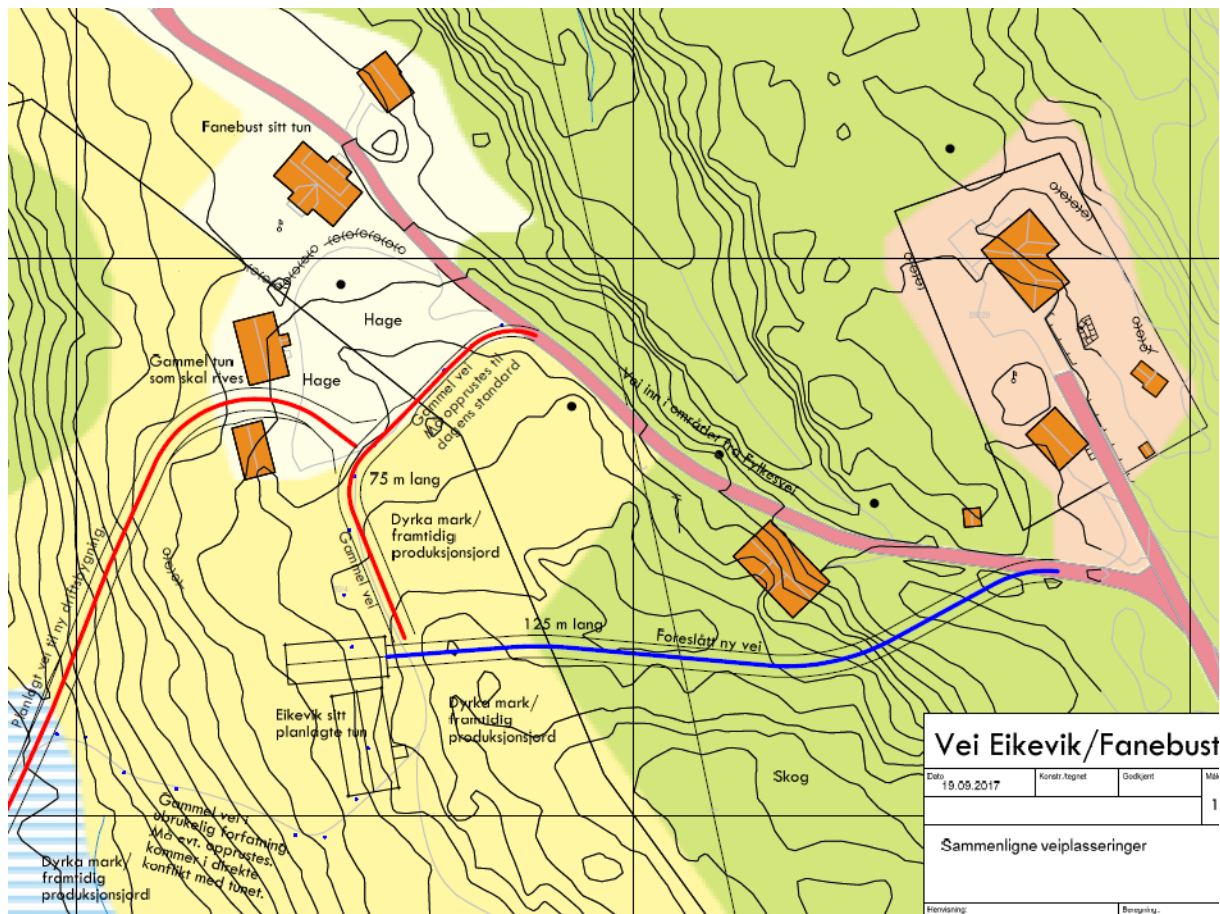 Fanebust sitt tun
Hage
Gammel tun
som skal rives
Hage
Gammel vei
Må opprustes til
dagens standard
Vei inn i områder fra Fylkesvei
75 m lang
Dyrka mark/
framtidig
produksjonsjord
Gammel vei
Planlagt vei til ny driftsbygning
125 m lang
Foreslått ny vei
Eikevik sitt
planlagte tun
Dyrka mark/
framtidig
produksjonsjord
Skog
Gammel vei i
ubrukelig forfatning
Må evt. opprustes.
kommer i direkte
konflikt med tunet.
Dyrka mark/
framtidig
produksjonsjord
Vei Eikevik/Fanebust
Dato
19.09.2017
Konstr./tegnet
Godkjent
1
Sammenligne veiplasseringer
Henvisning:
Beregning: